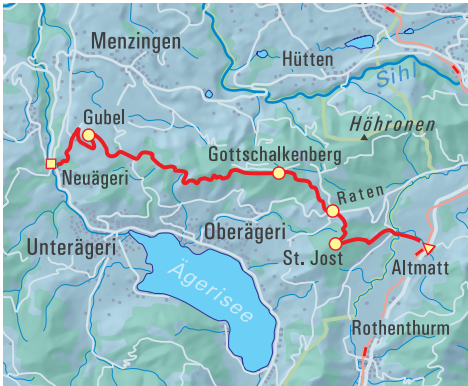 Menzingen
Hütten
Sihl
Gubel
Höhronen
Gottschalkenberg
Neuägeri
Raten
Oberägeri
Unterägeri
St. Jost
Ägerisee
Altmatt
Rothenthurm